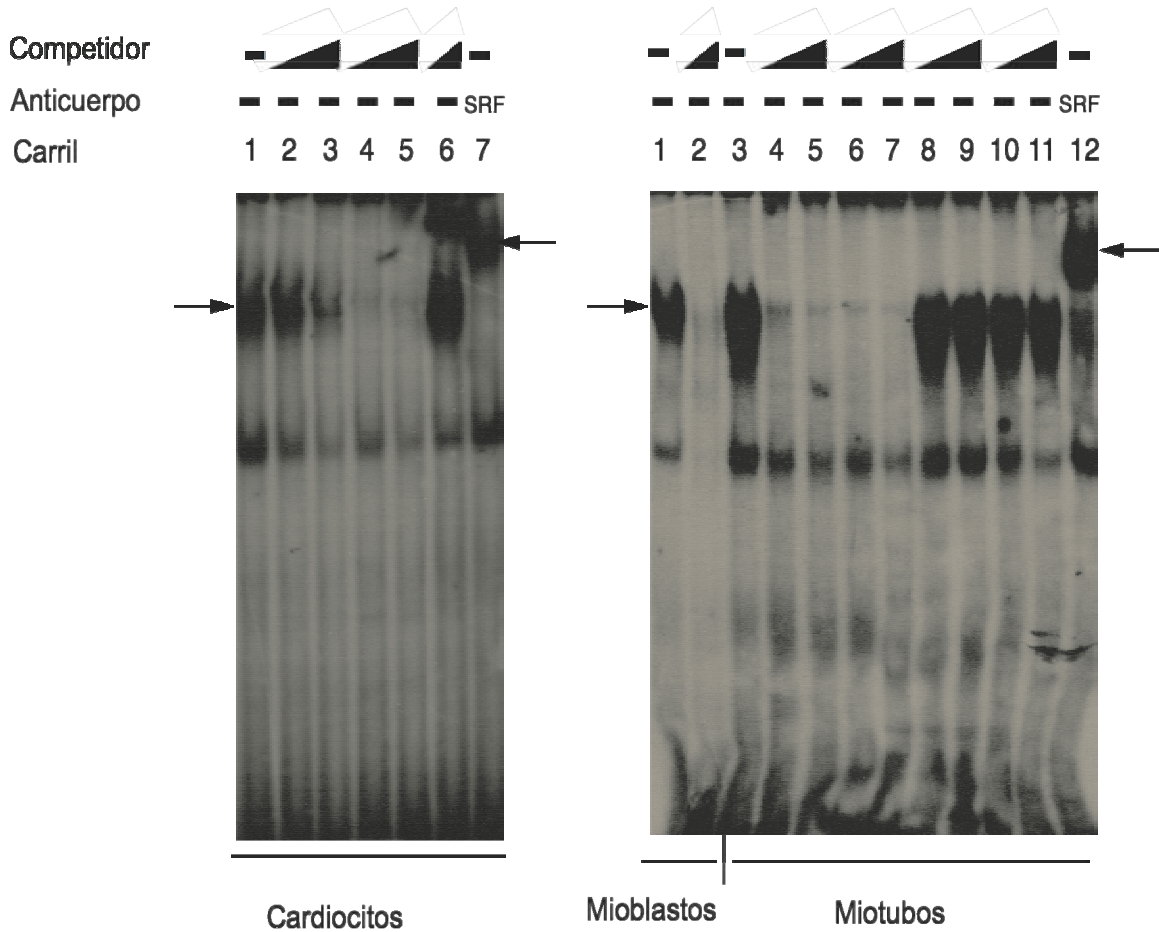 Competidor
Anticuerpo - - - - - - SRF - - - - - - - - - - - SRF
Carril 1 2 3 4 5 6 7 1 2 3 4 5 6 7 8 9 10 11 12
Cardiocitos Mioblastos Miotubos